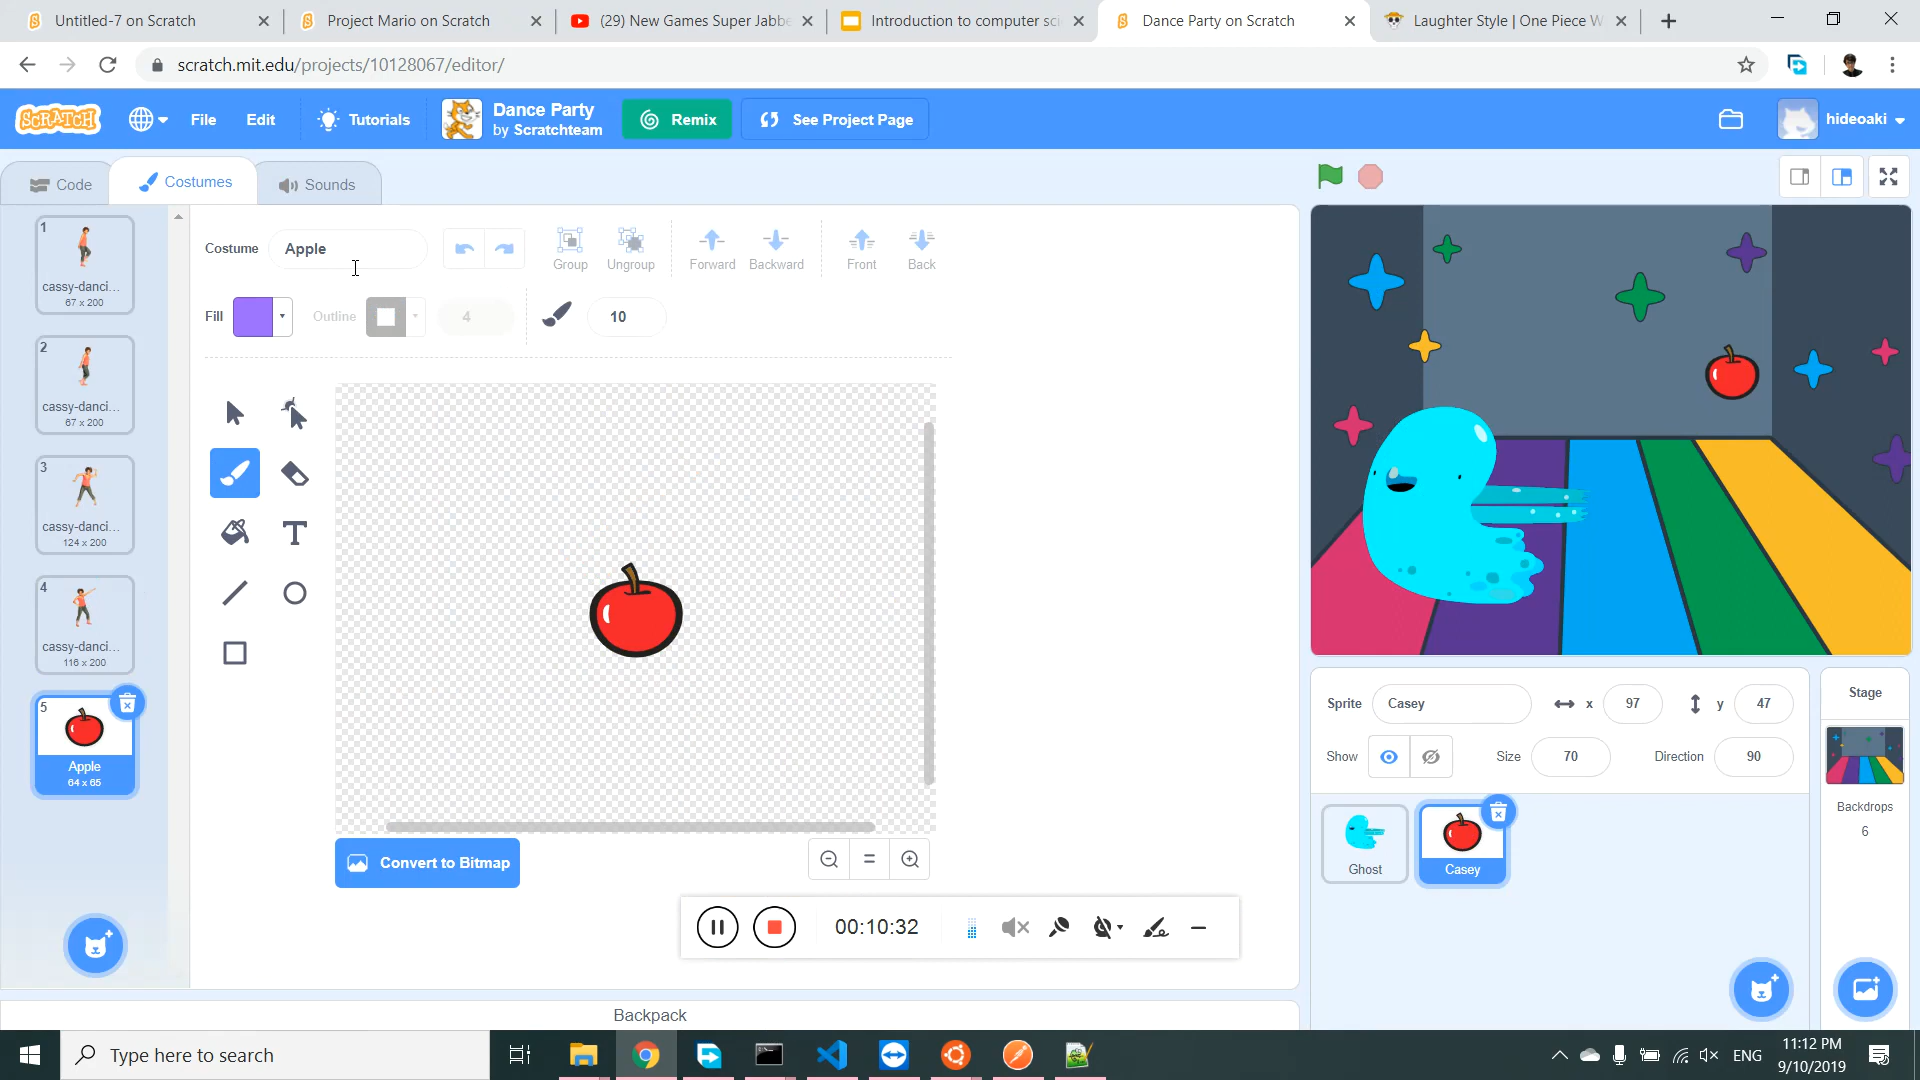 Untitled-7 on Scratch
Project Mario on Scratch
(29) New Games Super Jabbe
Introduction to computer sci
Dance Party on Scratch
Laughter Style | One Piece W
scratch.mit.edu/projects/10128067/editor/
SCRATCH
File
Edit
Tutorials
Dance Party
by Scratchteam
Remix
See Project Page
hideoaki
Code
Costumes
Sounds
1
cassy-danci...
67 x 200
2
cassy-danci...
67 x 200
3
cassy-danci...
124 x 200
4
cassy-danci...
116 x 200
5
Apple
64 x 65
Costume
Apple
Group
Ungroup
Forward
Backward
Front
Back
Fill
Outline
4
10
T
Convert to Bitmap
=
00:10:32
Backpack
Sprite
Casey
x
97
y
47
Show
Size
70
Direction
90
Ghost
Casey
Stage
Backdrops
6
Type here to search
ENG
11:12 PM
9/10/2019